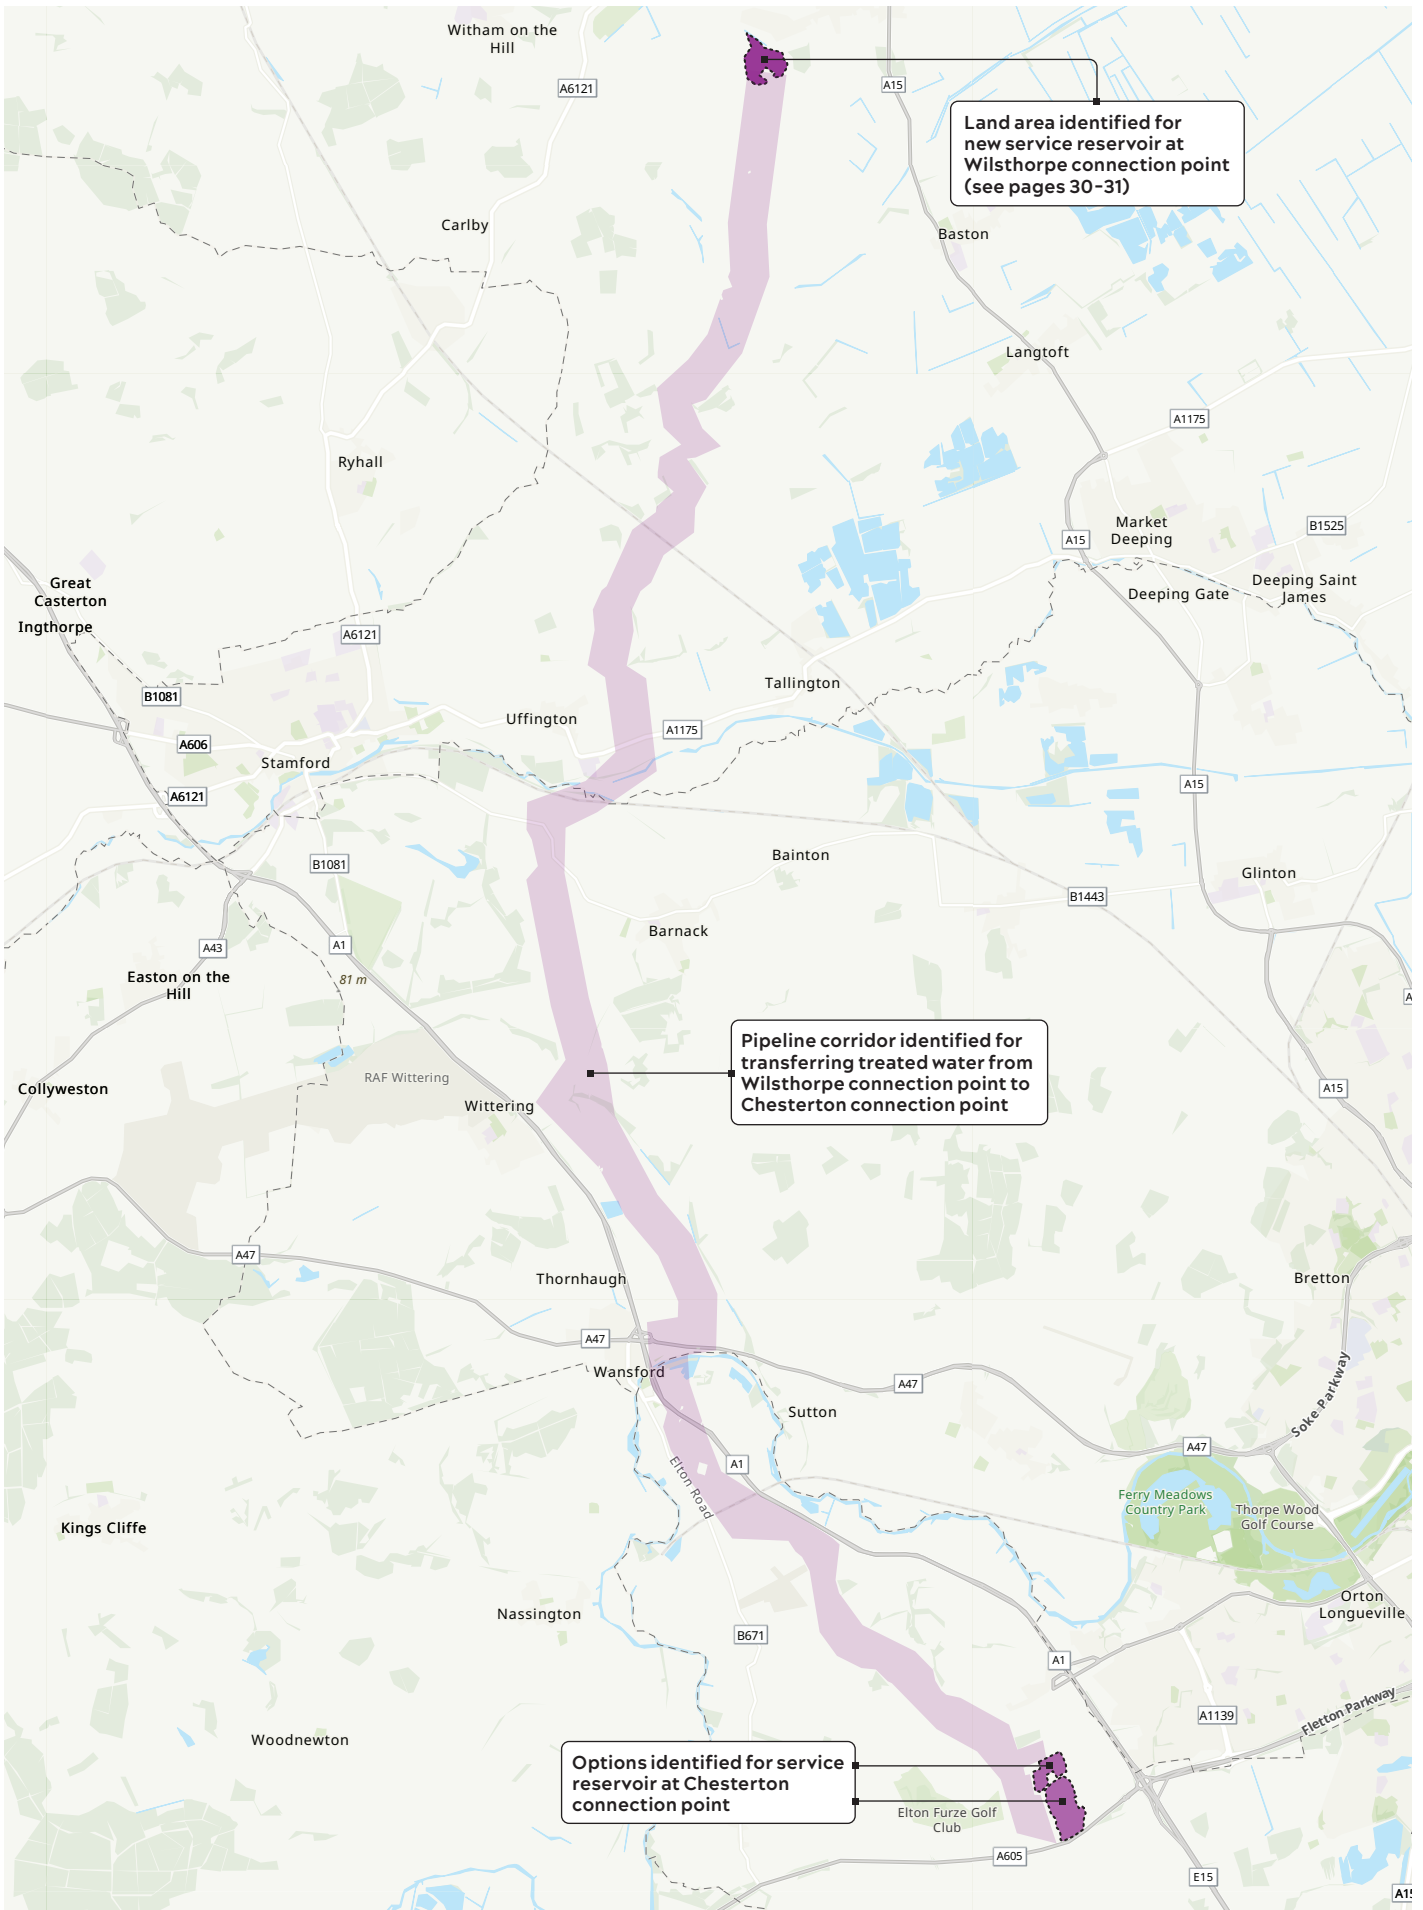 Witham on the
Hill
A6121
A15
Land area identified for
new service reservoir at
Wilsthorpe connection point
(see pages 30-31)
Carlby
Baston
Langtoft
A1175
Ryhall
Market
Deeping
B1525
A15
Great
Casterton
Deeping Saint
James
Deeping Gate
Ingthorpe
A6121
Tallington
B1081
Uffington
A1175
A606
Stamford
A15
A6121
B1081
Bainton
Glinton
B1443
Barnack
A43
A1
Easton on the
Hill
81 m
Pipeline corridor identified for
transferring treated water from
Wilsthorpe connection point to
Chesterton connection point
RAF Wittering
Collyweston
A15
Wittering
A47
Thornhaugh
Bretton
A47
Wansford
A47
Soke Parkway
Sutton
A47
A1
Elton Road
Ferry Meadows
Country Park
Thorpe Wood
Golf Course
Kings Cliffe
Orton
Longueville
Nassington
B671
A1
A1139
Fletton Parkway
Woodnewton
Options identified for service
reservoir at Chesterton
connection point
Elton Furze Golf
Club
A605
E15